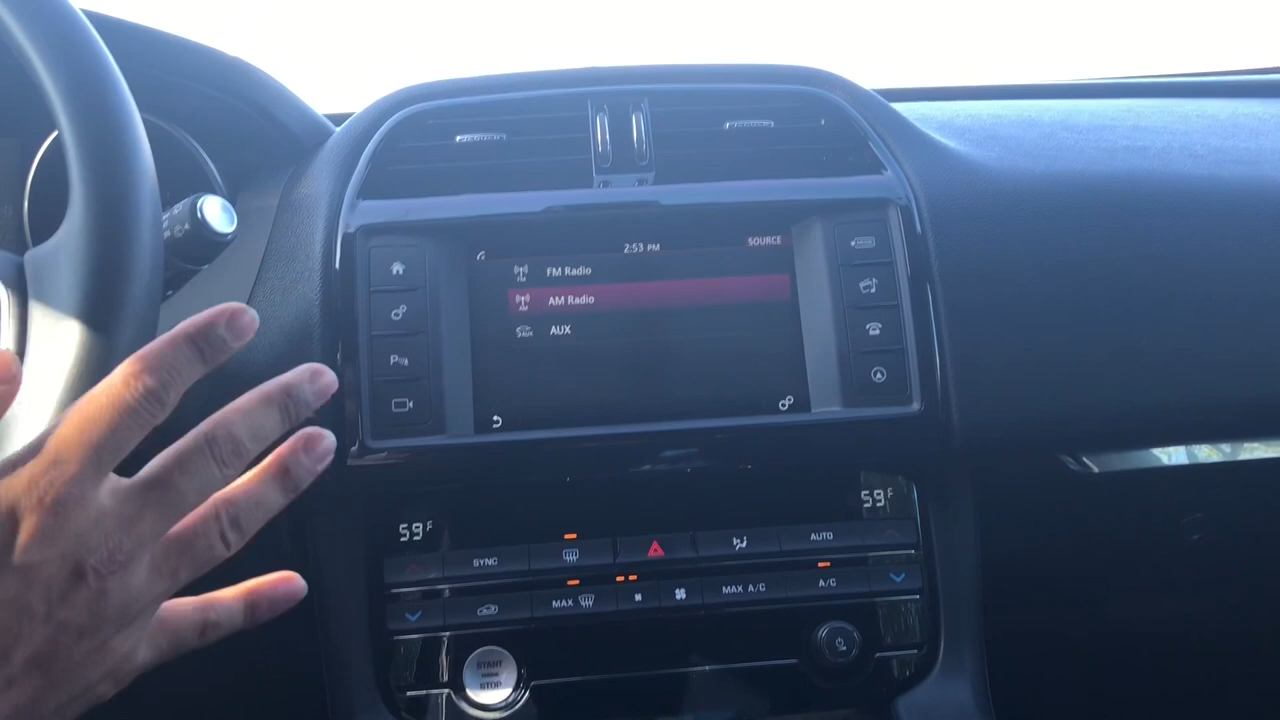 2:53 PM
SOURCE
FM Radio
AM Radio
AUX
59°F
59°F
SYNC
AUTO
MAX
MAX A/C
A/C
START
STOP